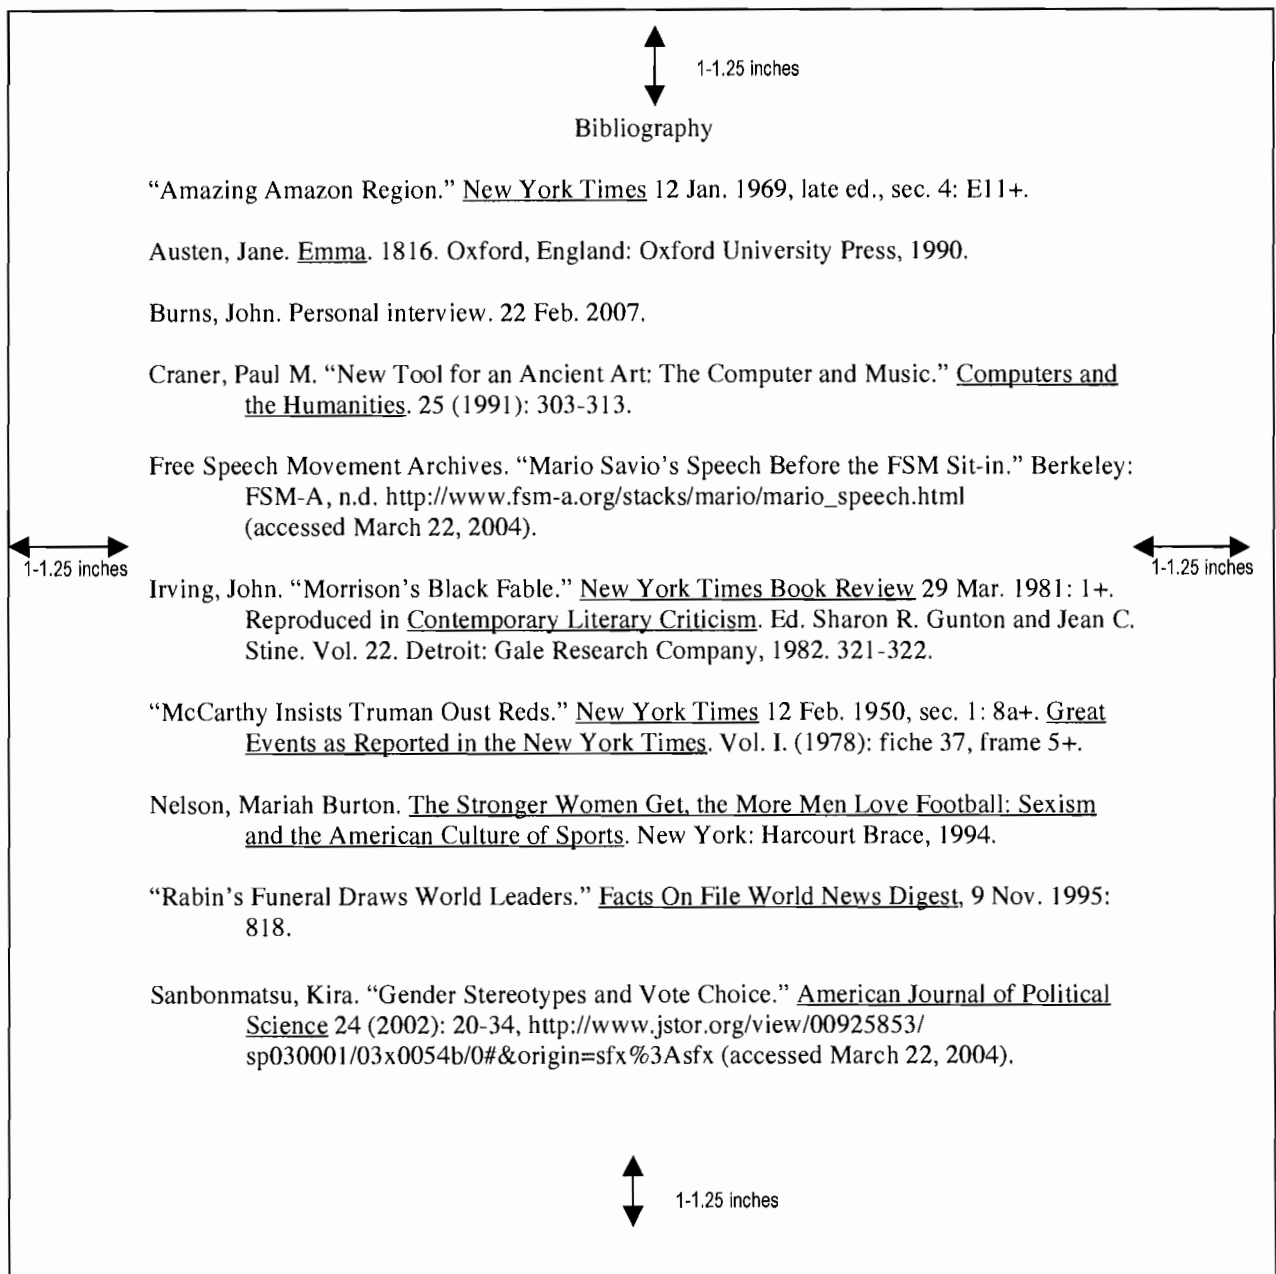 1-1.25 inches
Bibliography
“Amazing Amazon Region.” New York Times 12 Jan. 1969, late ed., sec. 4: E11+.
Austen, Jane. Emma. 1816. Oxford, England: Oxford University Press, 1990.
Burns, John. Personal interview. 22 Feb. 2007.
Craner, Paul M. “New Tool for an Ancient Art: The Computer and Music.” Computers and
the Humanities. 25 (1991): 303-313.
Free Speech Movement Archives. “Mario Savio’s Speech Before the FSM Sit-in.” Berkeley:
FSM-A, n.d. http://www.fsm-a.org/stacks/mario/mario_speech.html
(accessed March 22, 2004).
1-1.25 inches
1-1.25 inches
Irving, John. “Morrison’s Black Fable.” New York Times Book Review 29 Mar. 1981: 1+.
Reproduced in Contemporary Literary Criticism. Ed. Sharon R. Gunton and Jean C.
Stine. Vol. 22. Detroit: Gale Research Company, 1982. 321-322.
“McCarthy Insists Truman Oust Reds.” New York Times 12 Feb. 1950, sec. 1: 8a+. Great
Events as Reported in the New York Times. Vol. I. (1978): fiche 37, frame 5+.
Nelson, Mariah Burton. The Stronger Women Get, the More Men Love Football: Sexism
and the American Culture of Sports. New York: Harcourt Brace, 1994.
“Rabin’s Funeral Draws World Leaders.” Facts On File World News Digest, 9 Nov. 1995:
818.
Sanbonmatsu, Kira. “Gender Stereotypes and Vote Choice.” American Journal of Political
Science 24 (2002): 20-34, http://www.jstor.org/view/00925853/
sp030001/03x0054b/0#&origin=sfx%3Asfx (accessed March 22, 2004).
1-1.25 inches